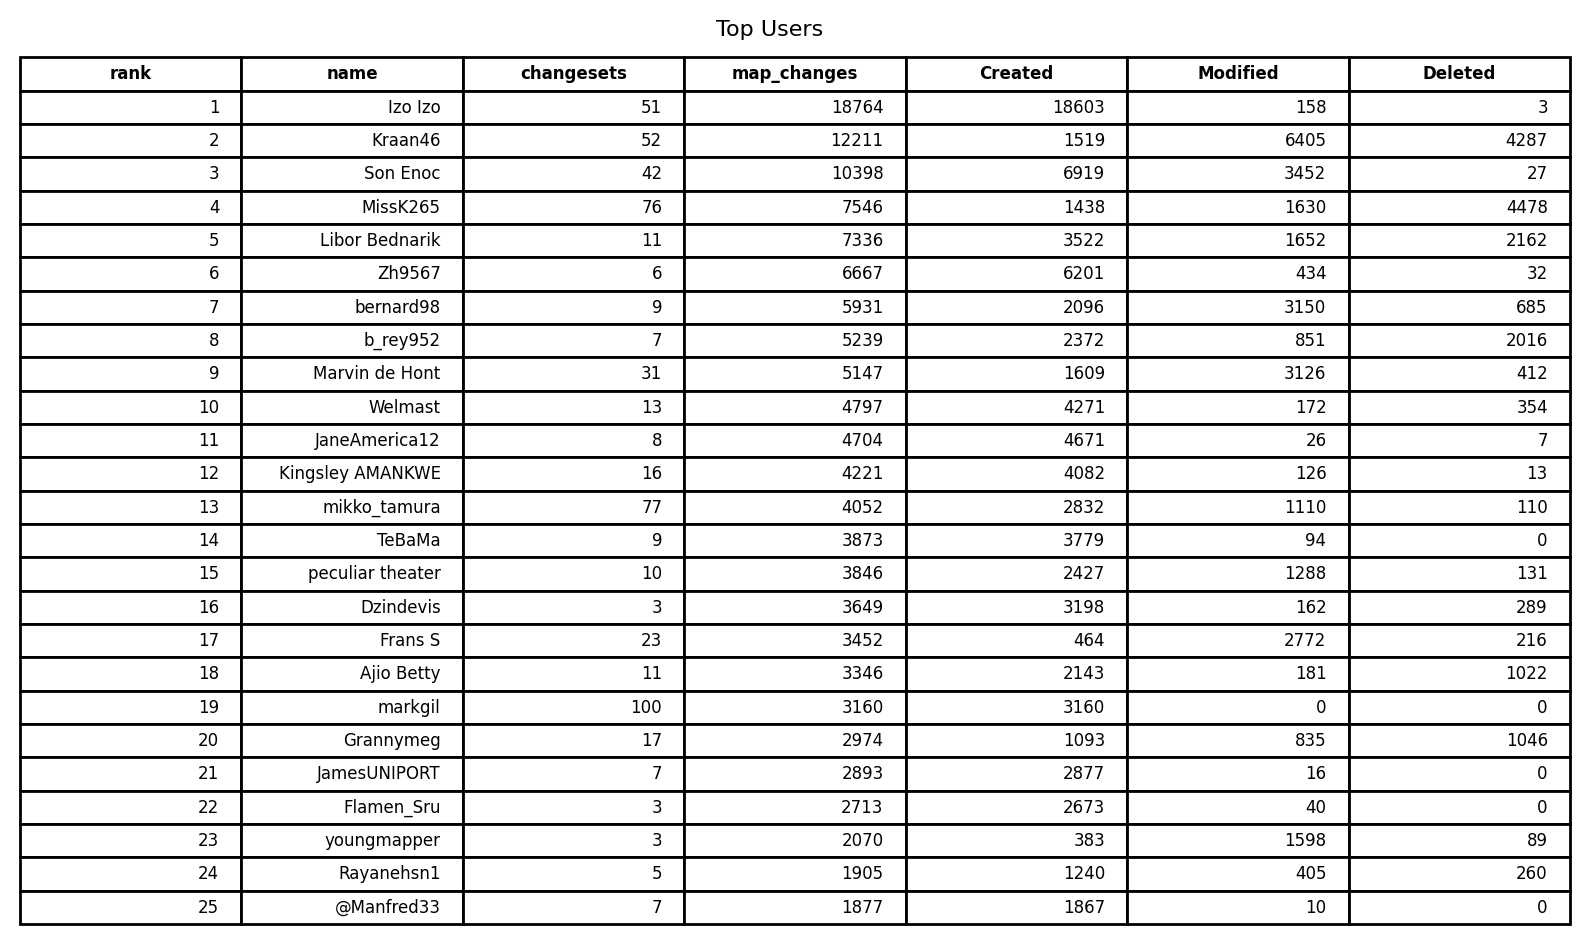 Top Users
rank name changesets map_changes Created Modified Deleted
1 Izo Izo 51 18764 18603 158 3
2 Kraan46 52 12211 1519 6405 4287
3 Son Enoc 42 10398 6919 3452 27
4 MissK265 76 7546 1438 1630 4478
5 Libor Bednarik 11 7336 3522 1652 2162
6 Zh9567 6 6667 6201 434 32
7 bernard98 9 5931 2096 3150 685
8 b_rey952 7 5239 2372 851 2016
9 Marvin de Hont 31 5147 1609 3126 412
10 Welmast 13 4797 4271 172 354
11 JaneAmerica12 8 4704 4671 26 7
12 Kingsley AMANKWE 16 4221 4082 126 13
13 mikko_tamura 77 4052 2832 1110 110
14 TeBaMa 9 3873 3779 94 0
15 peculiar theater 10 3846 2427 1288 131
16 Dzindevis 3 3649 3198 162 289
17 Frans S 23 3452 464 2772 216
18 Ajio Betty 11 3346 2143 181 1022
19 markgil 100 3160 3160 0 0
20 Grannymeg 17 2974 1093 835 1046
21 JamesUNIPORT 7 2893 2877 16 0
22 Flamen_Sru 3 2713 2673 40 0
23 youngmapper 3 2070 383 1598 89
24 Rayanehsn1 5 1905 1240 405 260
25 @Manfred33 7 1877 1867 10 0